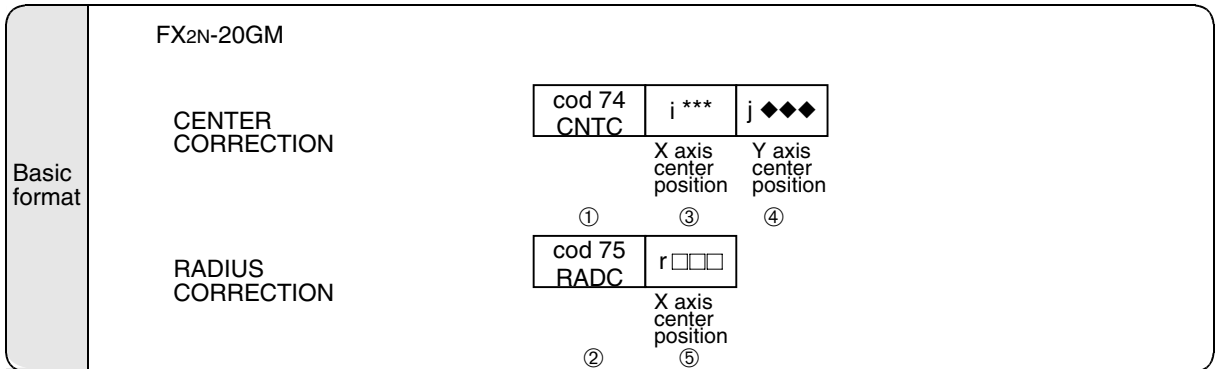 FX2N-20GM
Basic
format
CENTER
CORRECTION
cod 74
CNTC
i ***
j ◆◆◆
X axis
center
position
Y axis
center
position
① ③ ④
RADIUS
CORRECTION
cod 75
RADC
r □□□
X axis
center
position
② ⑤